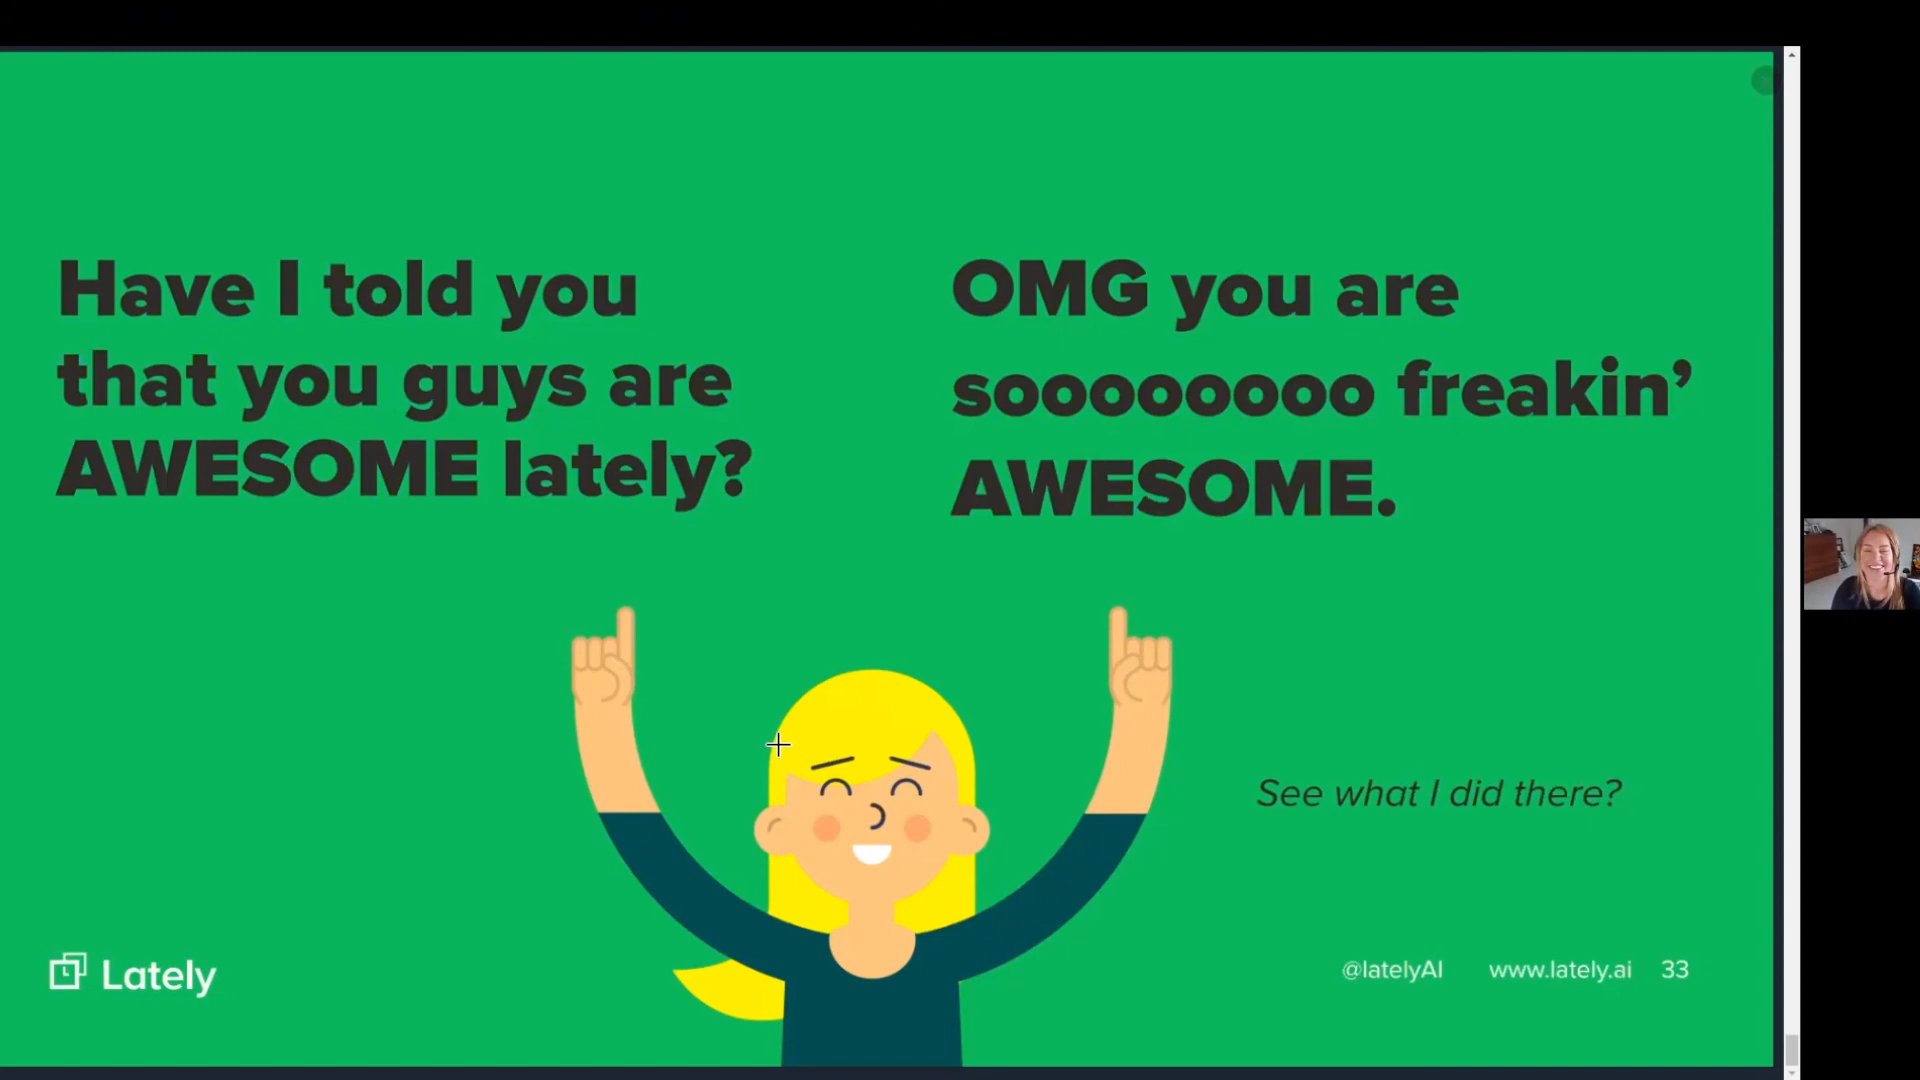 Have I told you
that you guys are
AWESOME lately?
OMG you are
soooooooo freakin’
AWESOME.
See what I did there?
Lately
@latelyAI www.lately.ai 33